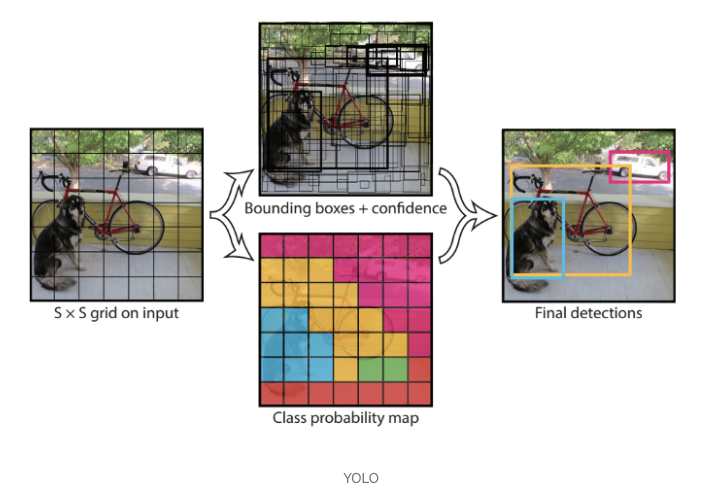 Bounding boxes + confidence
S × S grid on input
Final detections
Class probability map
YOLO